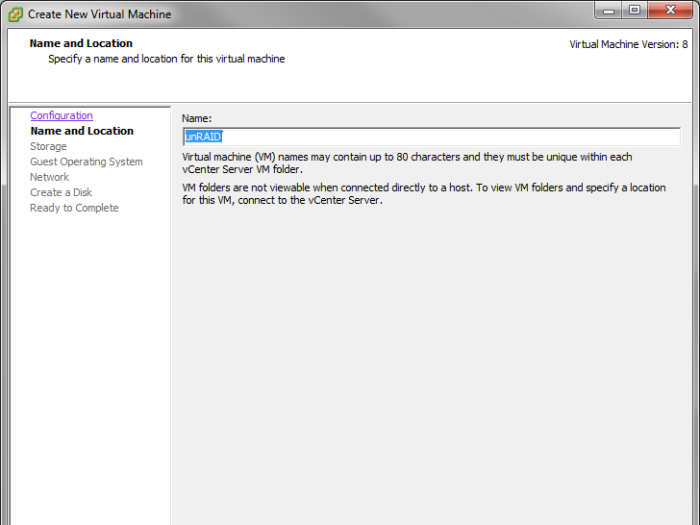 Create New Virtual Machine
Name and Location
Virtual Machine Version: 8
Specify a name and location for this virtual machine
Configuration
Name and Location
Storage
Guest Operating System
Network
Create a Disk
Ready to Complete
Name:
unRAID
Virtual machine (VM) names may contain up to 80 characters and they must be unique within each
vCenter Server VM folder.
VM folders are not viewable when connected directly to a host. To view VM folders and specify a location
for this VM, connect to the vCenter Server.